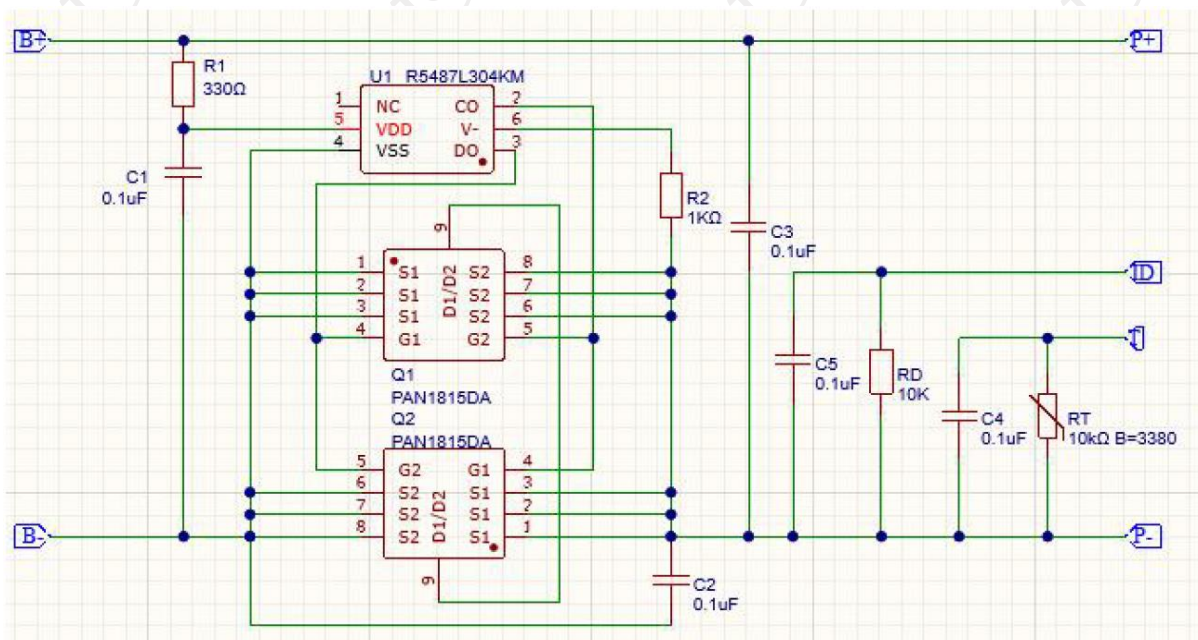 B+
P+
R1
330Ω
U1 R5487L304KM
1 NC CO 2
5 VDD V- 6
4 VSS DO 3
C1
0.1uF
R2
1KΩ
C3
0.1uF
9
1 S1 D1/D2 S2 8
2 S1 S2 7
3 S1 S2 6
4 G1 G2 5
ID
C5
0.1uF
RD
10K
C4
0.1uF
RT
10kΩ B=3380
Q1
PAN1815DA
Q2
PAN1815DA
5 G2 G1 4
6 S2 D1/D2 S1 3
7 S2 S1 2
8 S2 S1 1
9
B-
P-
C2
0.1uF